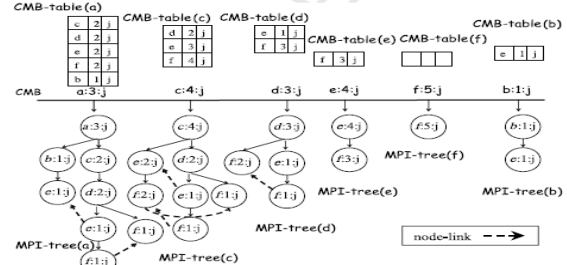 CMB-table(a)
CMB-table(c)
CMB-table(d)
CMB-table(e)
CMB-table(f)
CMB-table(b)
c 2 j
d 2 j
e 2 j
f 2 j
b 1 j
d 2 j
e 3 j
f 4 j
e 1 j
f 3 j
f 3 j
e 1 j
CMB a:3:j c:4:j d:3:j e:4:j f:5:j b:1:j
a:3:j c:4:j d:3:j e:4:j f:5:j b:1:j
b:1:j c:2:j e:2:j d:2:j f:2:j e:1:j f:3:j e:1:j
MPI-tree(f)
e:1:j d:2:j f:2:j e:1:j f:1:j f:1:j
MPI-tree(e)
MPI-tree(b)
e:1:j f:1:j f:1:j
MPI-tree(d)
MPI-tree(a)
f:1:j
MPI-tree(c)
node-link